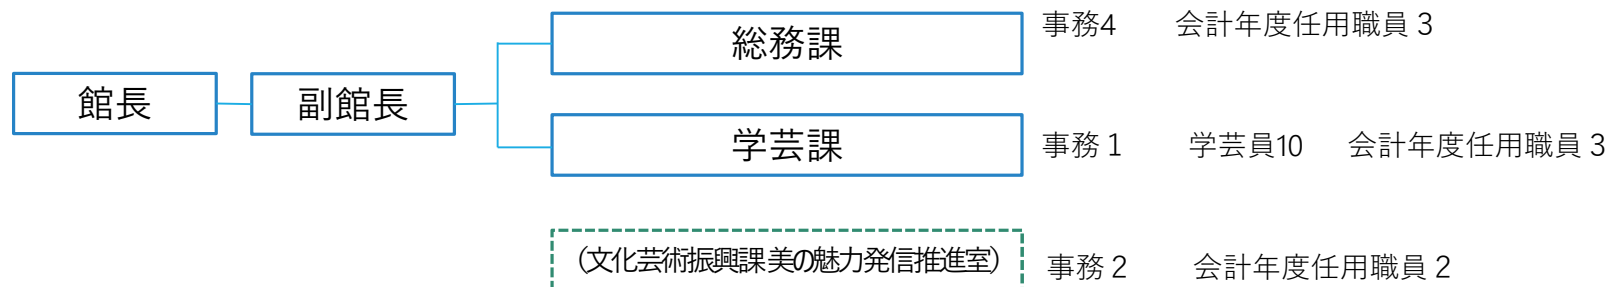 総務課 事務4 会計年度任用職員3
館長 副館長
学芸課 事務1 学芸員10 会計年度任用職員3
(文化芸術振興課 美の魅力発信推進室) 事務2 会計年度任用職員2